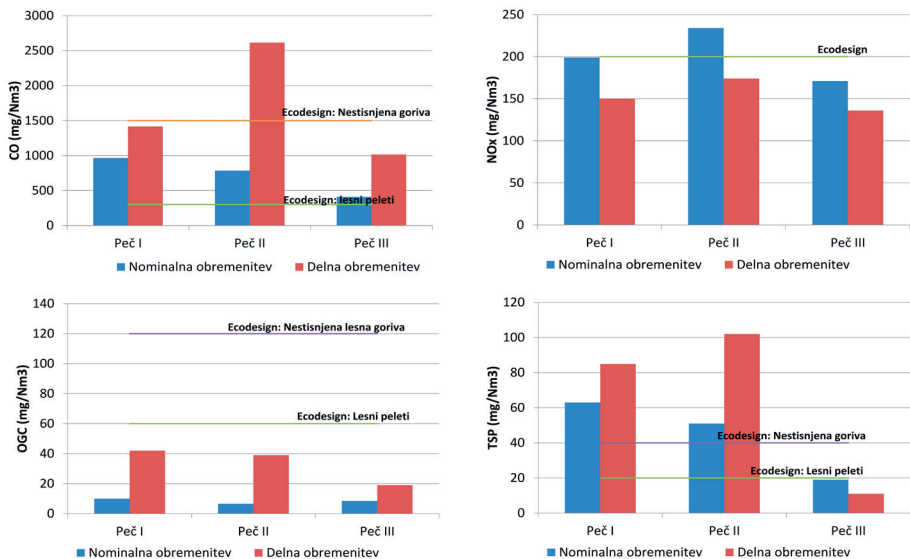 CO (mg/Nm3)
3000
2500
2000
1500
1000
500
0
Ecodesign: Nestisnjena goriva
Ecodesign: lesni peleti
Peč I
Peč II
Peč III
Nominalna obremenitev
Delna obremenitev
NOx (mg/Nm3)
250
200
150
100
50
0
Ecodesign
Peč I
Peč II
Peč III
Nominalna obremenitev
Delna obremenitev
OGC (mg/Nm3)
140
120
100
80
60
40
20
0
Ecodesign: Nestisnjena lesna goriva
Ecodesign: Lesni peleti
Peč I
Peč II
Peč III
Nominalna obremenitev
Delna obremenitev
TSP (mg/Nm3)
120
100
80
60
40
20
0
Ecodesign: Nestisnjena goriva
Ecodesign: Lesni peleti
Peč I
Peč II
Peč III
Nominalna obremenitev
Delna obremenitev